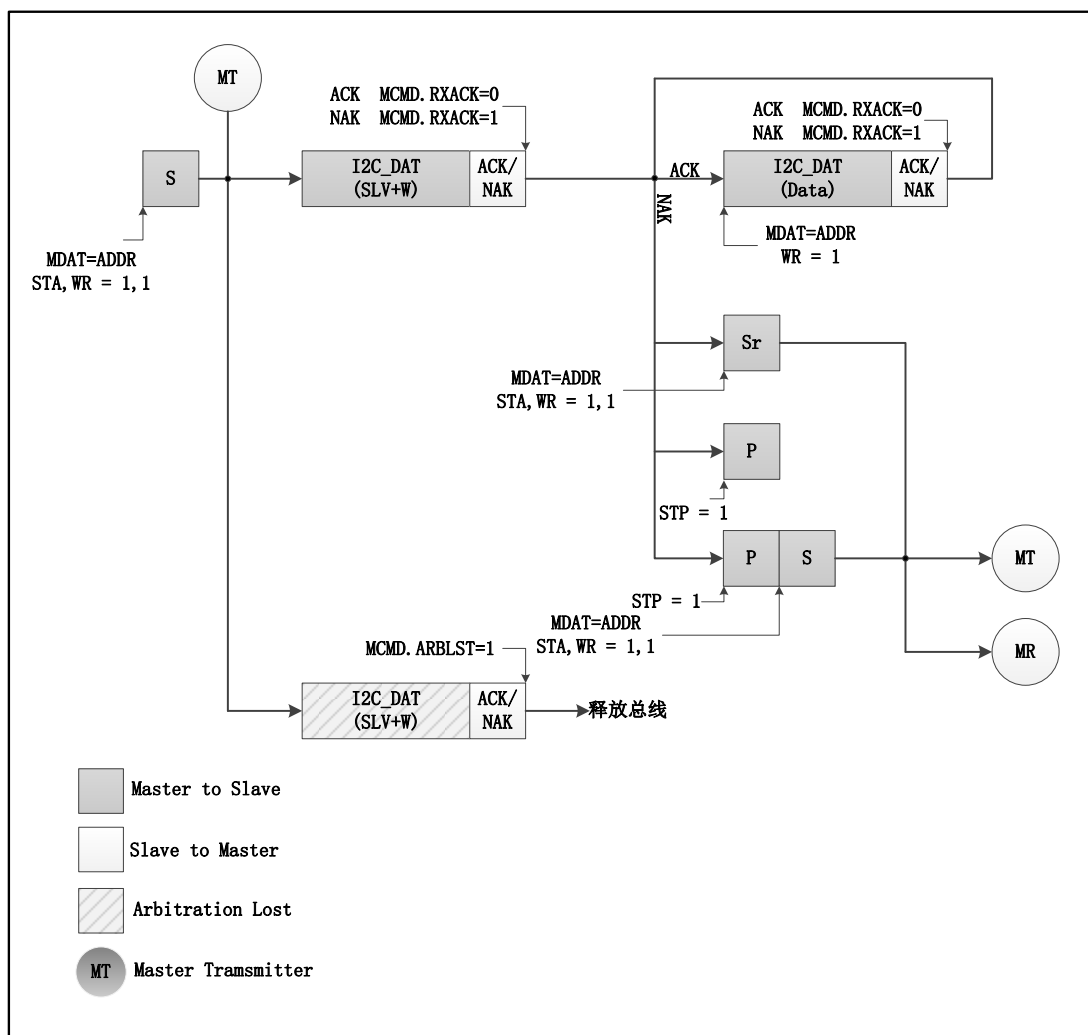 MT
ACK MCMD.RXACK=0
NAK MCMD.RXACK=1
ACK MCMD.RXACK=0
NAK MCMD.RXACK=1
S
I2C_DAT
(SLV+W)
ACK/
NAK
ACK
NAK
I2C_DAT
(Data)
ACK/
NAK
MDAT=ADDR
STA,WR = 1,1
MDAT=ADDR
WR = 1
Sr
MDAT=ADDR
STA,WR = 1,1
P
STP = 1
P
S
MT
STP = 1
MDAT=ADDR
STA,WR = 1,1
MR
MCMD.ARBLST=1
I2C_DAT
(SLV+W)
ACK/
NAK
释放总线
Master to Slave
Slave to Master
Arbitration Lost
MT
Master Tramsmitter